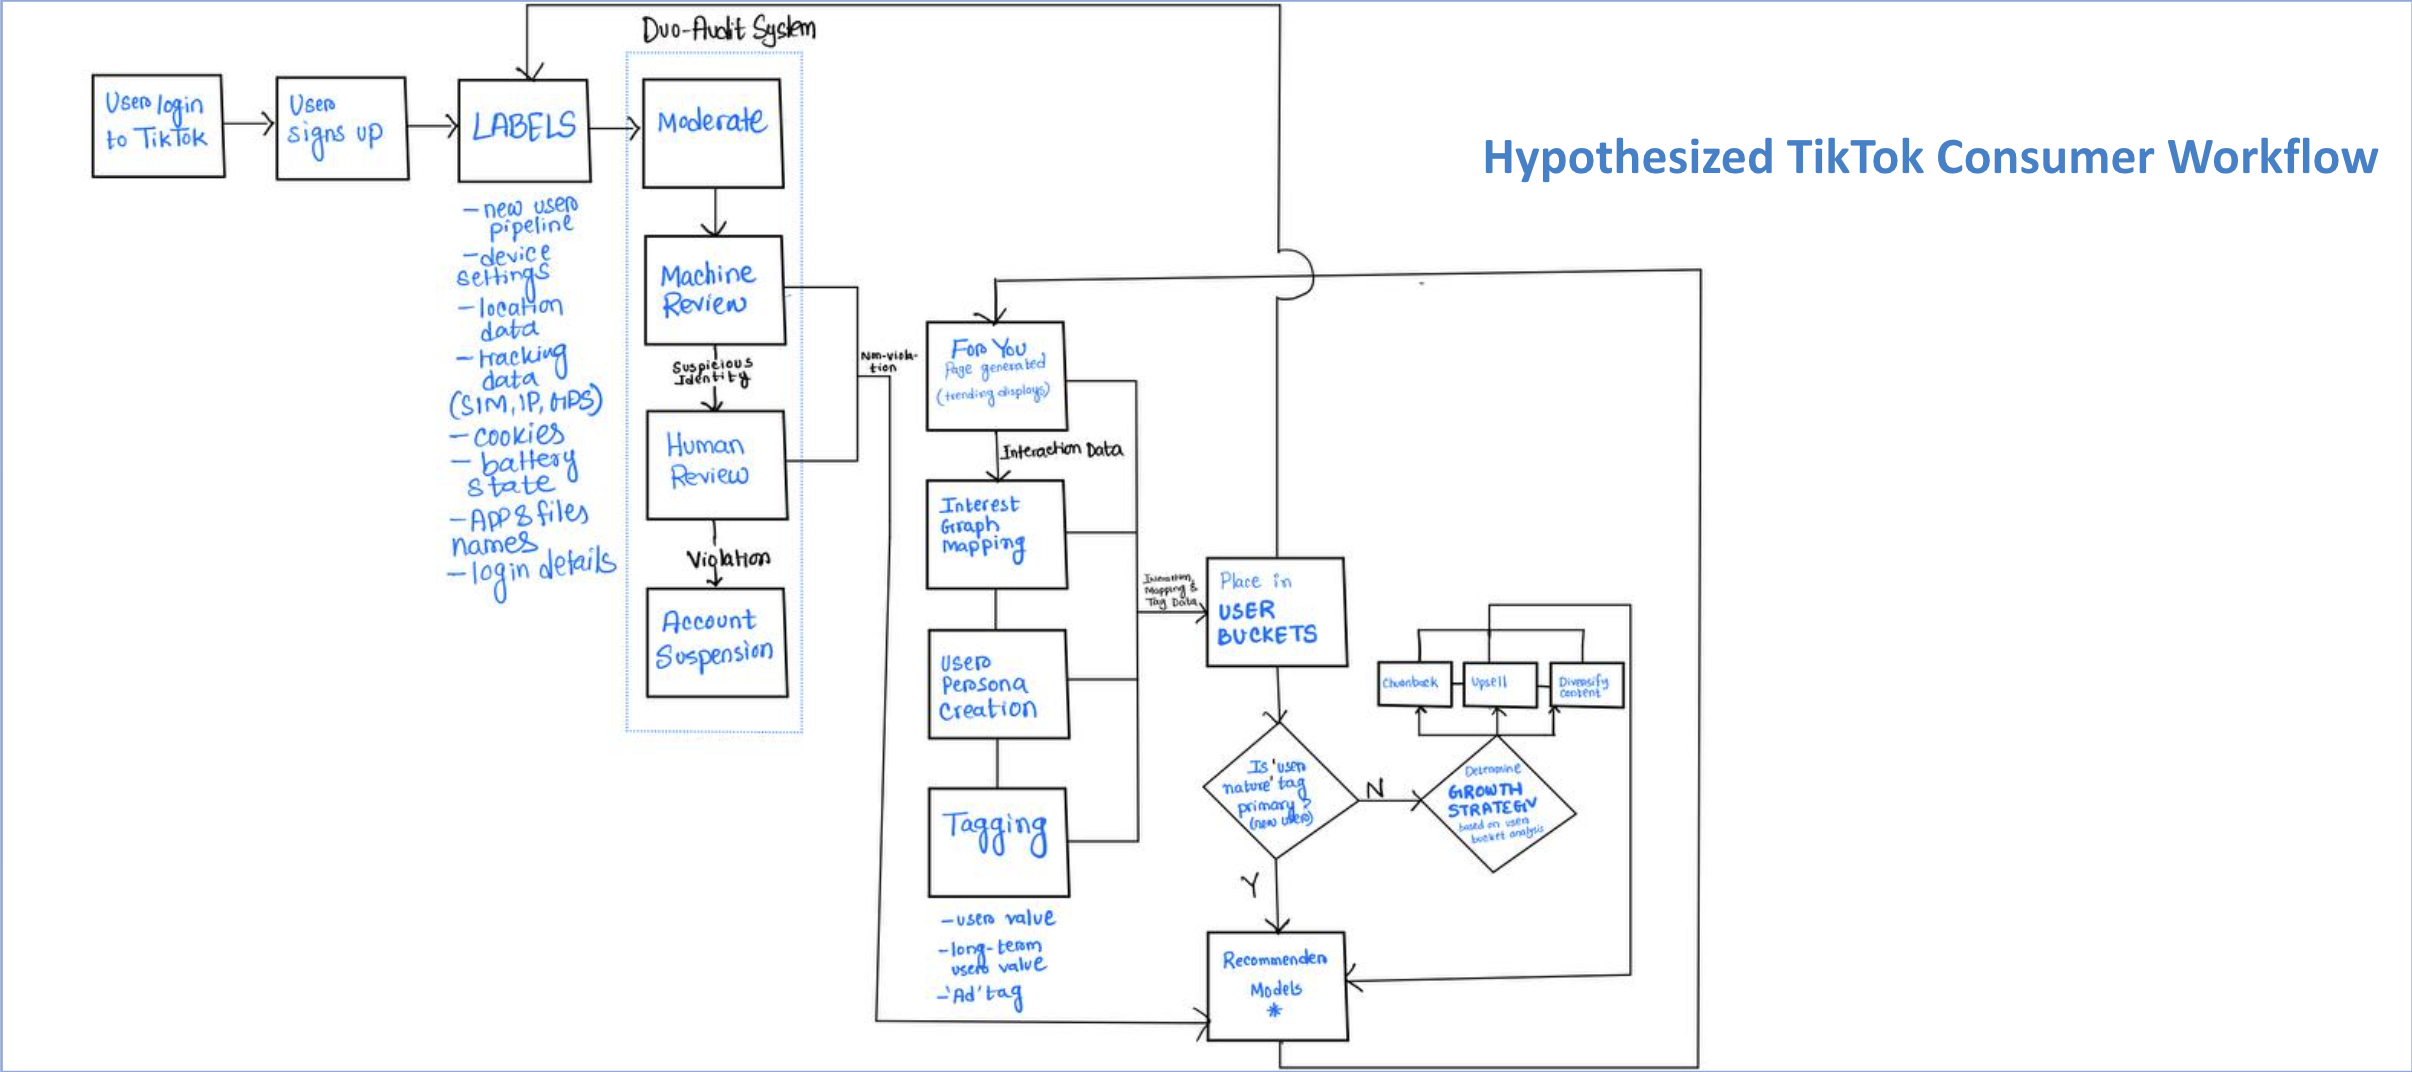 Duo-Audit System
Hypothesized TikTok Consumer Workflow
User login
to TikTok
User
signs up
LABELS
- new user
pipeline
- device
settings
- location
data
- tracking
data
(SIM, IP, GPS)
- cookies
- battery
state
- APP & files
names
- login details
Moderate
Machine
Review
Suspicious
Identity
Human
Review
Violation
Account
Suspension
Non-viola-
tion
For You
Page generated
(trending displays)
Interaction Data
Interest
Graph
Mapping
User
Persona
Creation
Tagging
- user value
- long-term
user value
- 'Ad' tag
Interaction,
Mapping &
Tag Data
Place in
USER
BUCKETS
Is 'user
nature' tag
primary?
(new user)
N
Y
Determine
GROWTH
STRATEGY
based on user
bucket analysis
Churnback
Upsell
Diversify
content
Recommender
Models
*